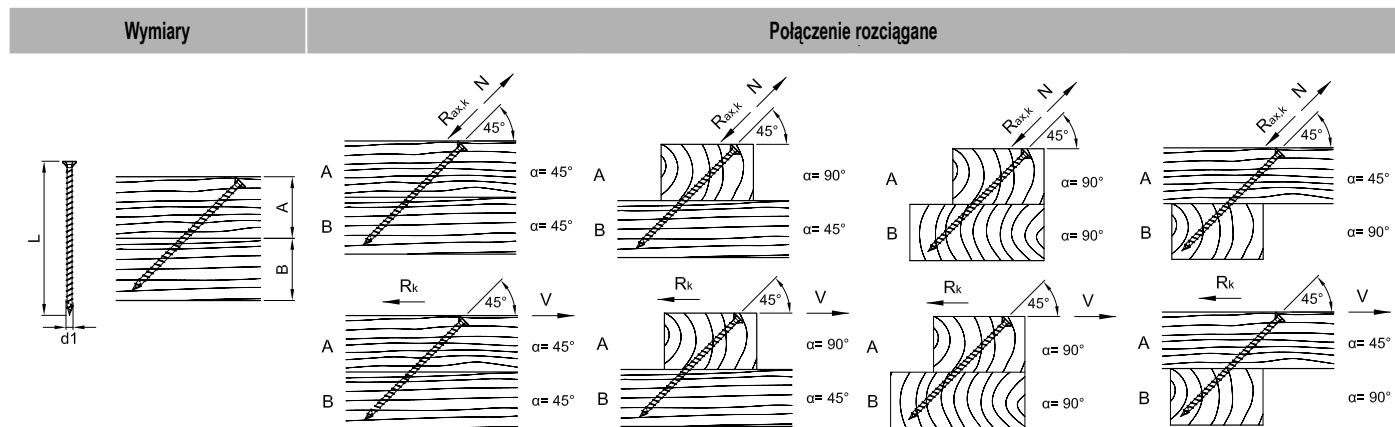 Wymiary
Połączenie rozciągane
L
d1
A
B
Rax,k
N
45°
A
α= 45°
B
α= 45°
Rax,k
N
45°
A
α= 90°
B
α= 45°
Rax,k
N
45°
A
α= 90°
B
α= 90°
Rax,k
N
45°
A
α= 45°
B
α= 90°
Rk
45°
V
A
α= 45°
B
α= 45°
Rk
45°
V
A
α= 90°
B
α= 45°
Rk
45°
V
A
α= 90°
B
α= 90°
Rk
45°
V
A
α= 45°
B
α= 90°